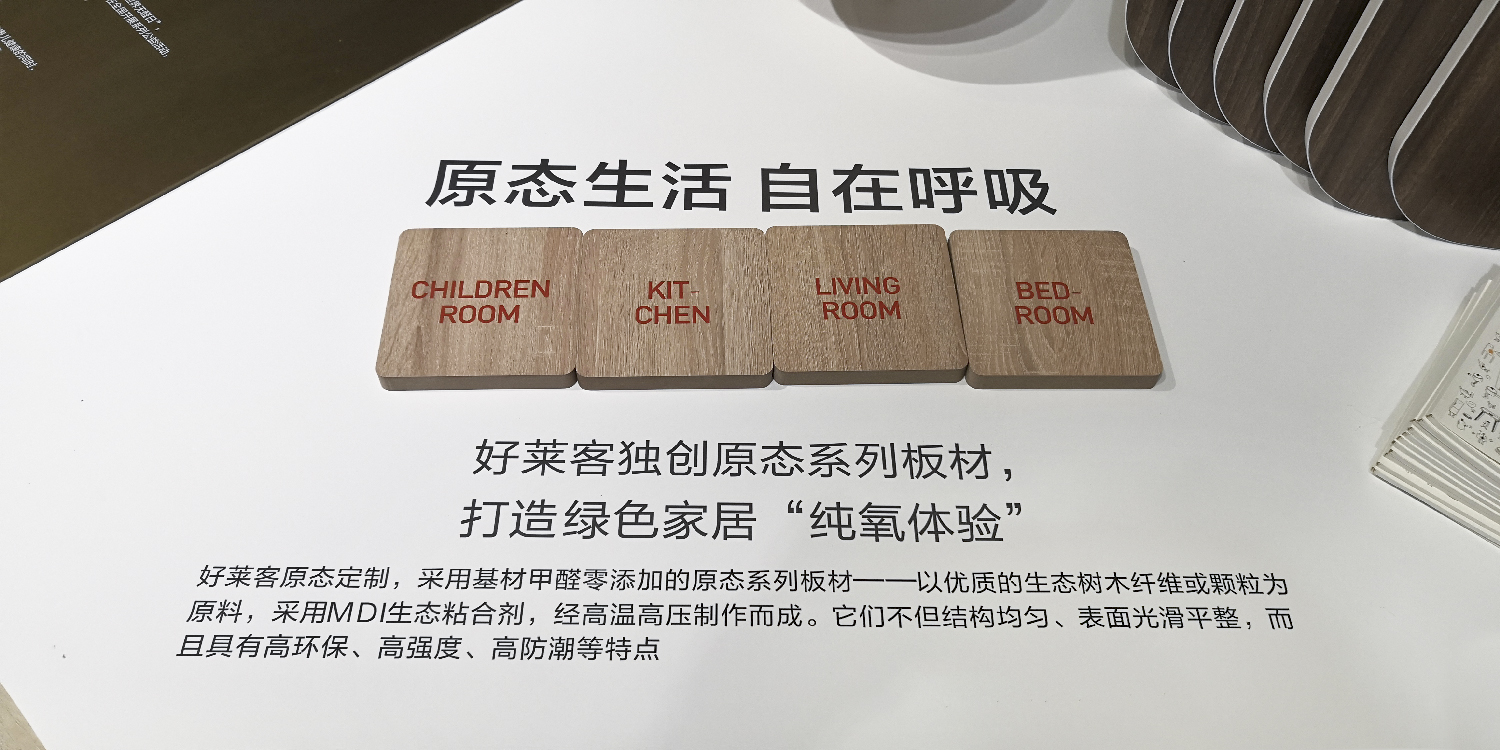 原态生活 自在呼吸
CHILDREN
ROOM
KIT-
CHEN
LIVING
ROOM
BED-
ROOM
好莱客独创原态系列板材，
打造绿色家居“纯氧体验”
好莱客原态定制，采用基材甲醛零添加的原态系列板材——以优质的生态树木纤维或颗粒为
原料，采用MDI生态粘合剂，经高温高压制作而成。它们不但结构均匀、表面光滑平整，而
且具有高环保、高强度、高防潮等特点